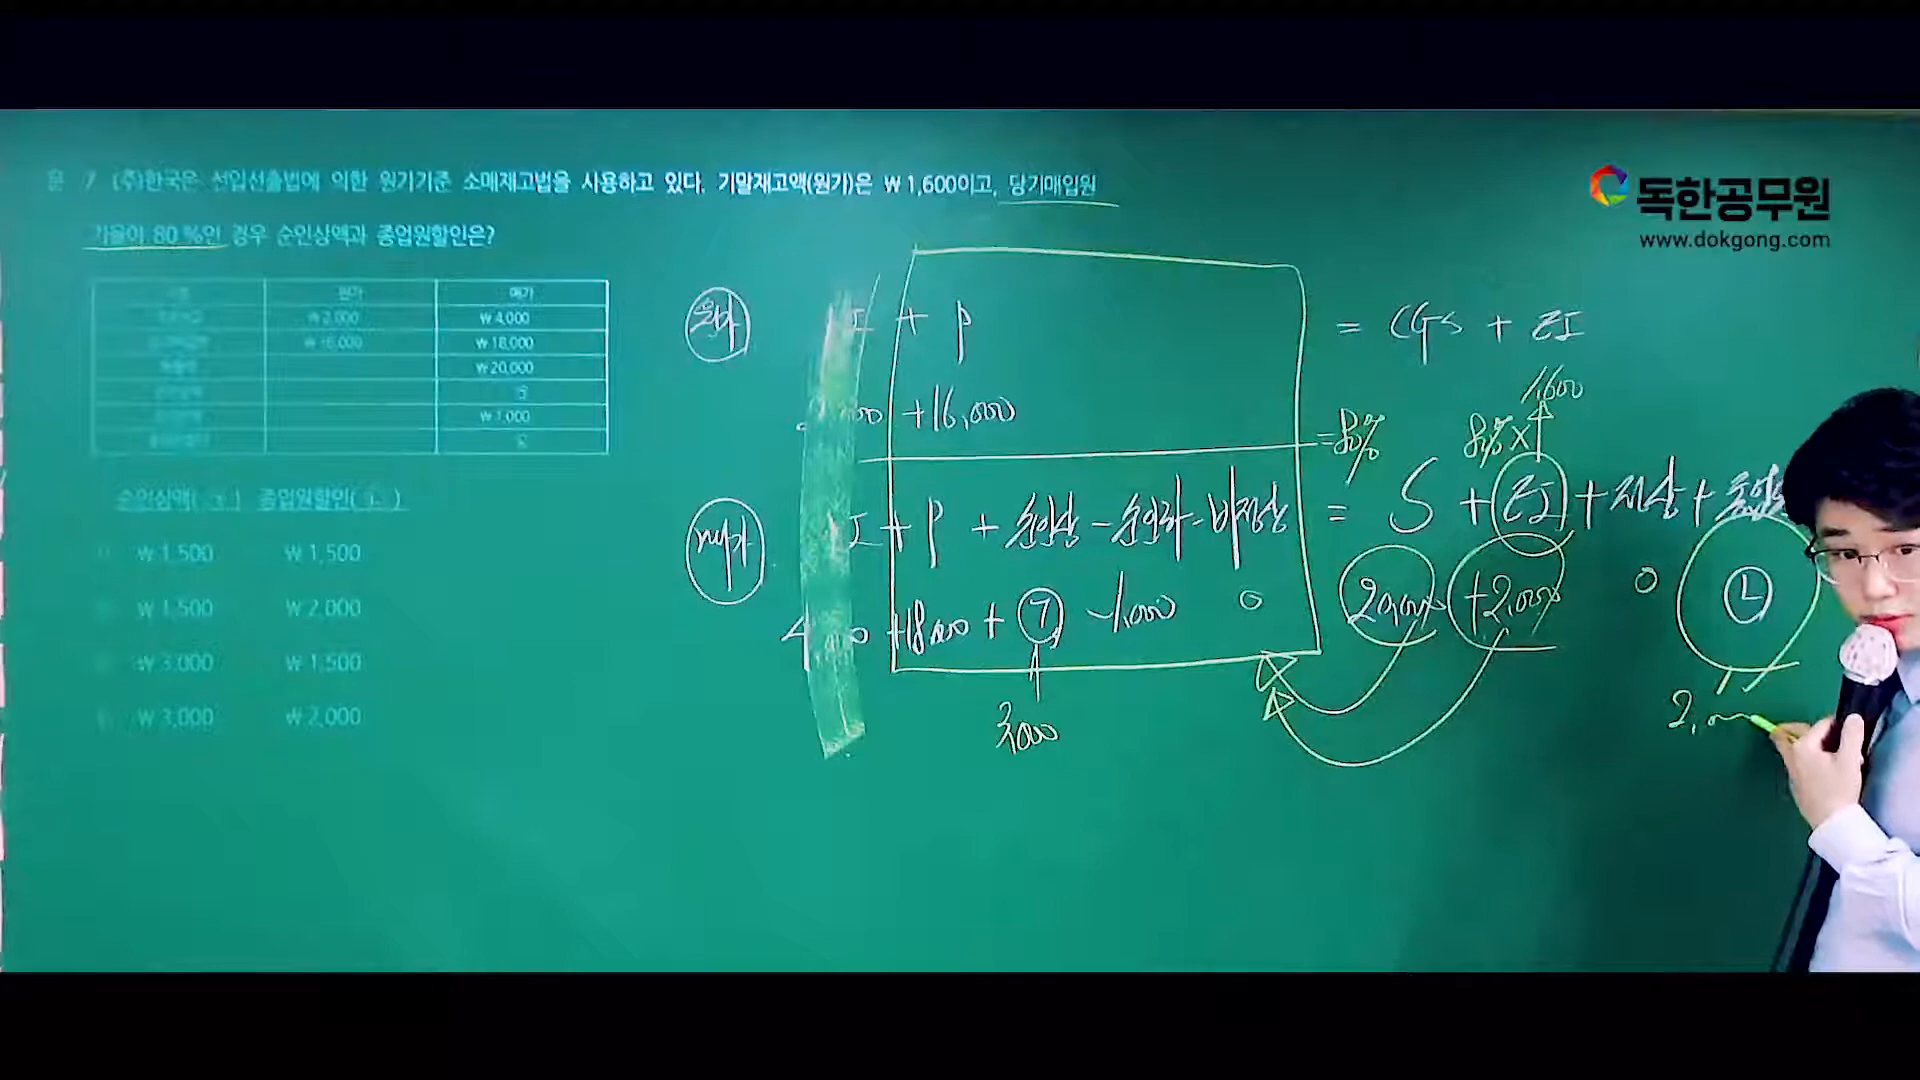 문 7 (주)한국은 선입선출법에 의한 원가기준 소매재고법을 사용하고 있다. 기말재고액(원가)은 ₩1,600이고, 당기매입원
가율이 80 %인 경우 순인상액과 종업원할인은?
원가 매가
₩2,000 ₩4,000
₩16,000 ₩18,000
₩20,000
₩1,000
순인상액( ㄱ ) 종업원할인( ㄴ )
₩1,500 ₩1,500
₩1,500 ₩2,000
₩3,000 ₩1,500
₩3,000 ₩2,000
독한공무원
www.dokgong.com
원가 I + P = CGS + EI
1,600
+16,000 =80% 80% ×
매가 I + P + 순인상 - 순인하 - 비정상 = S + EI + 정상 +
+18,000 + ㄱ -1,000 0 20,000 +2,000 0 ㄴ
3,000